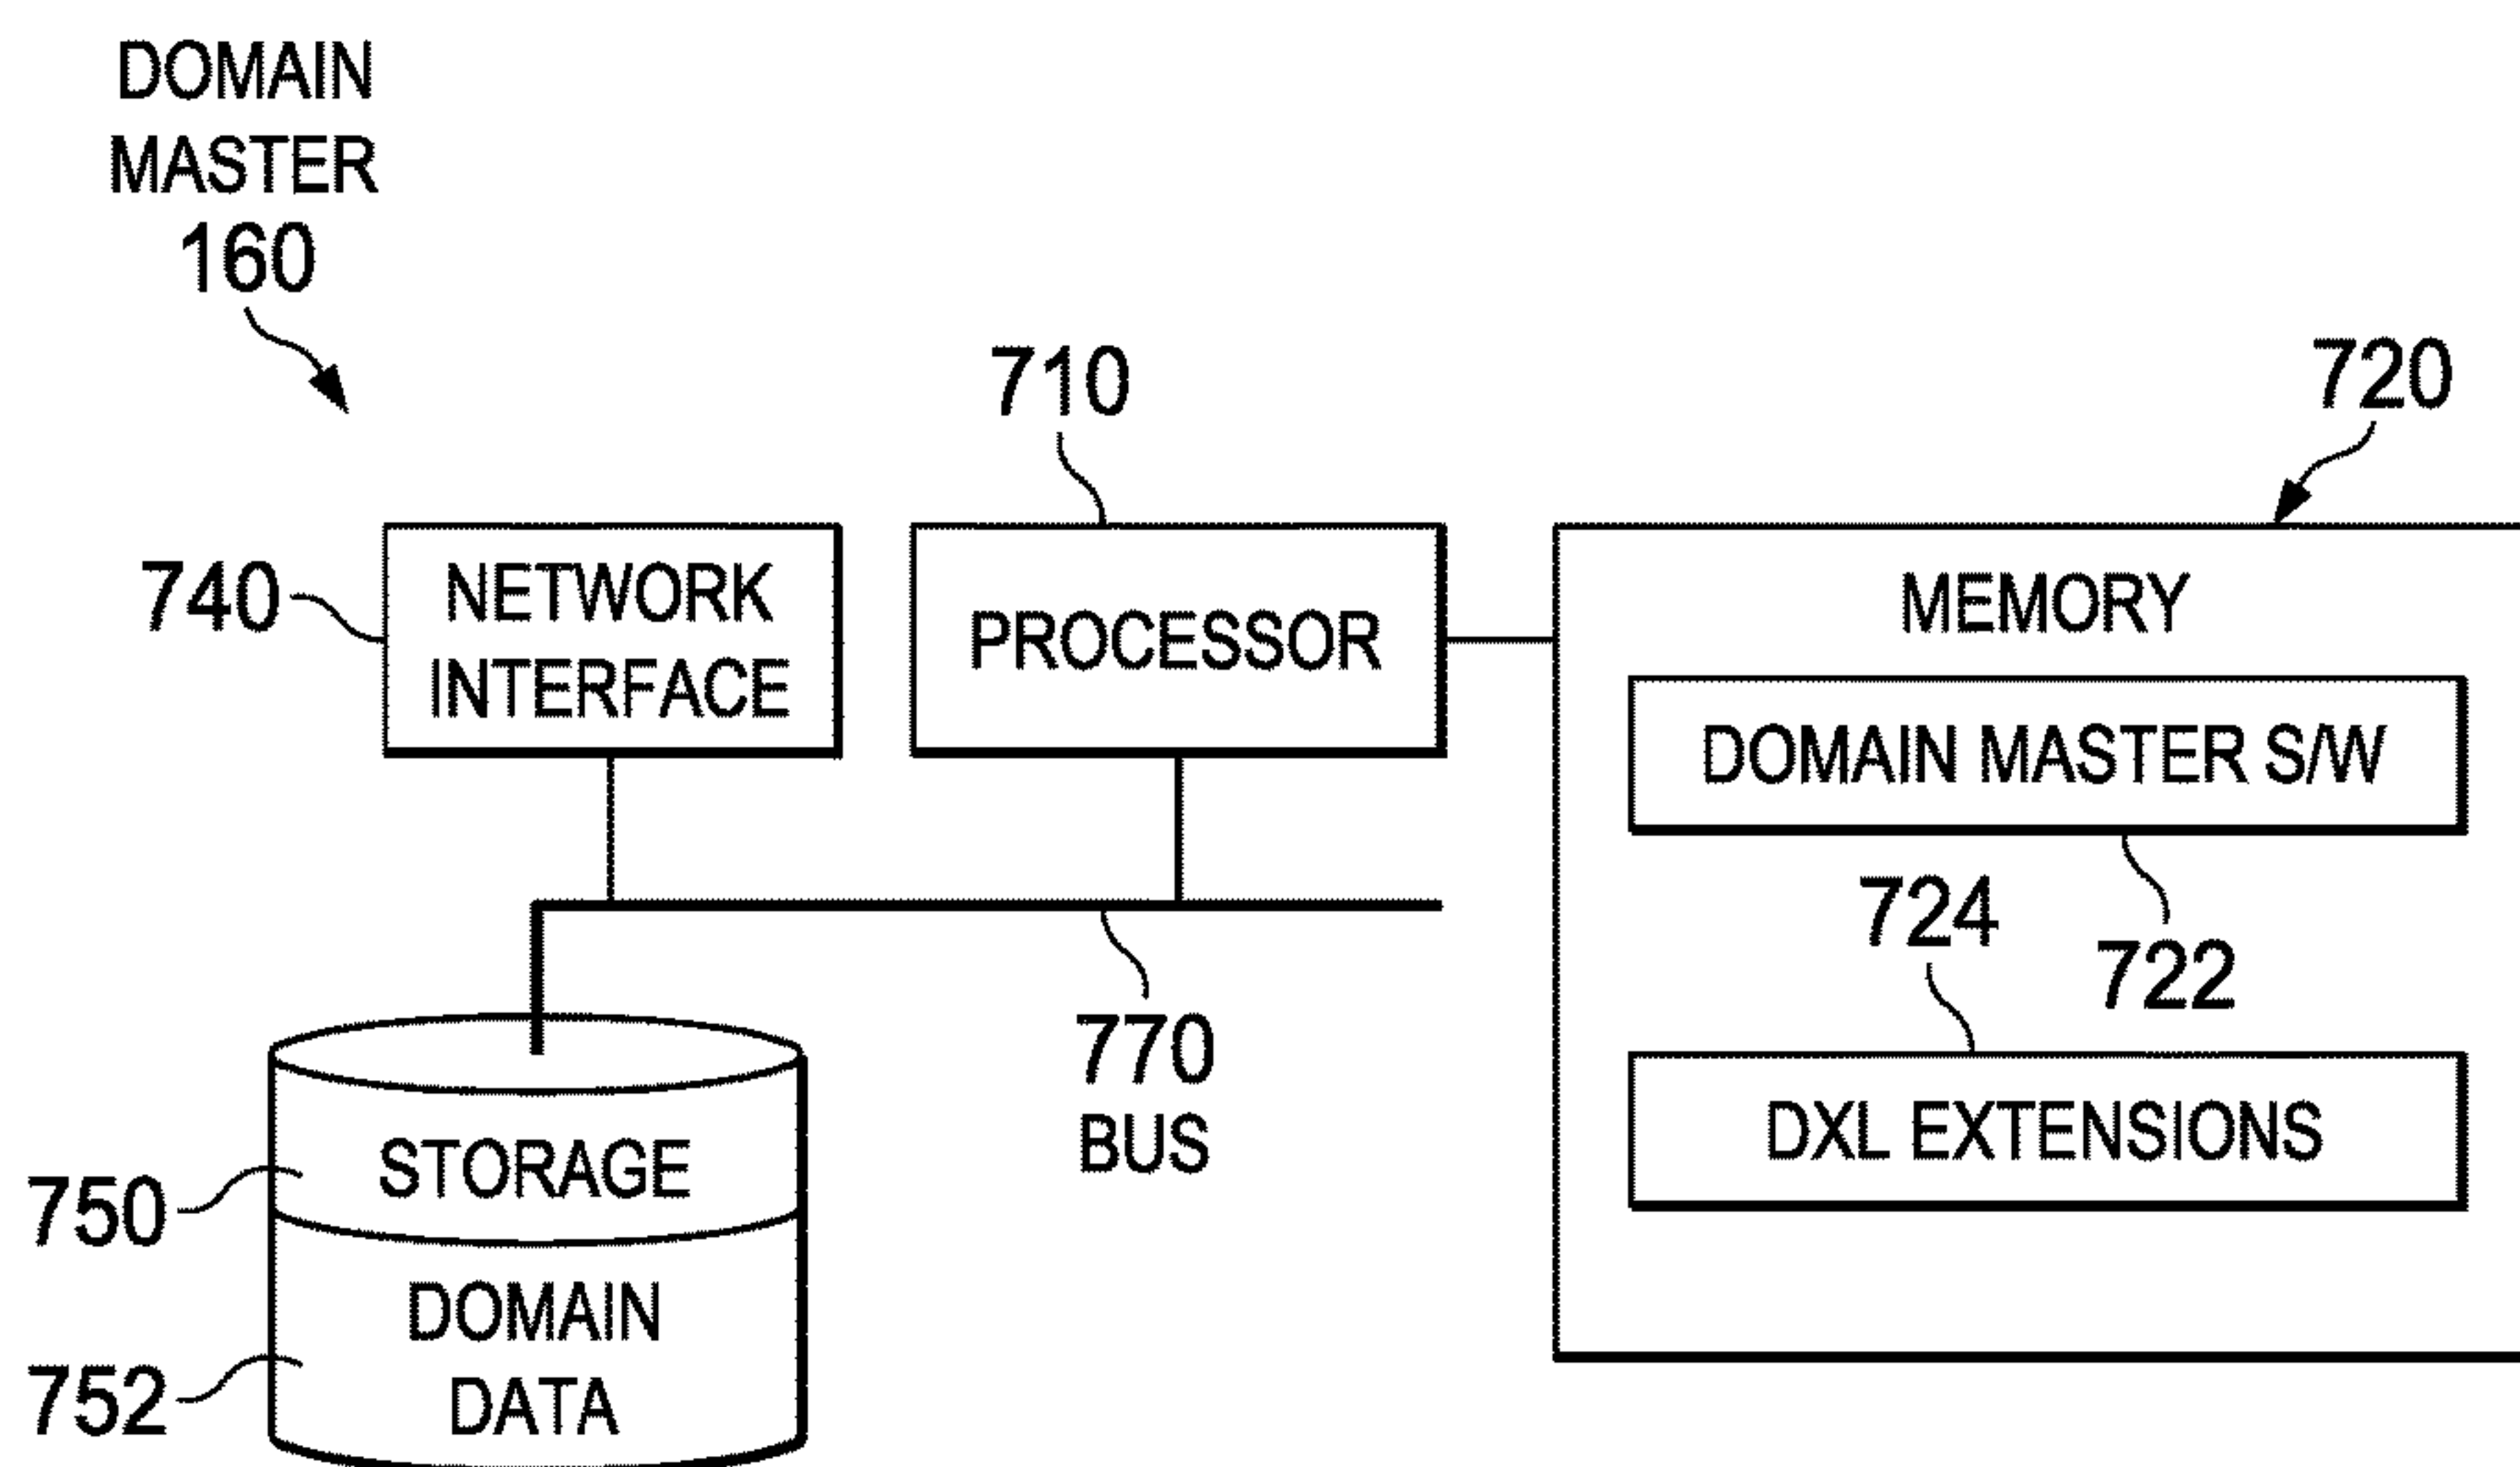 DOMAIN
MASTER
160
710
720
740
NETWORK
INTERFACE
PROCESSOR
MEMORY
DOMAIN MASTER S/W
724
722
770
BUS
DXL EXTENSIONS
750
STORAGE
752
DOMAIN
DATA